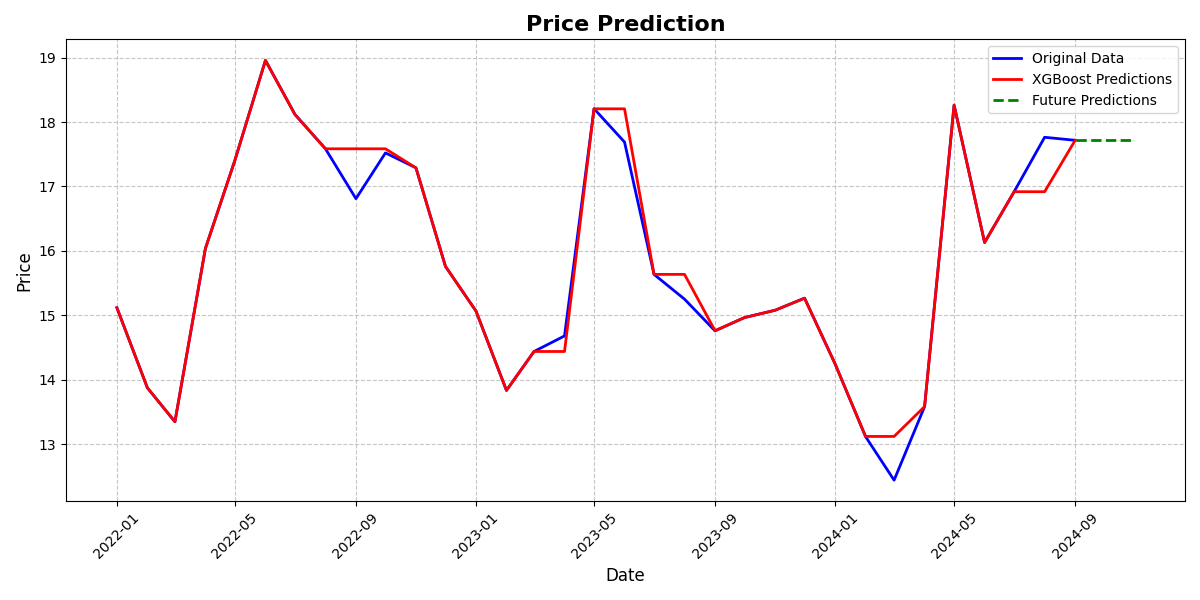 Price Prediction
Original Data
XGBoost Predictions
Future Predictions
Price
19
18
17
16
15
14
13
2022-01
2022-05
2022-09
2023-01
2023-05
2023-09
2024-01
2024-05
2024-09
Date